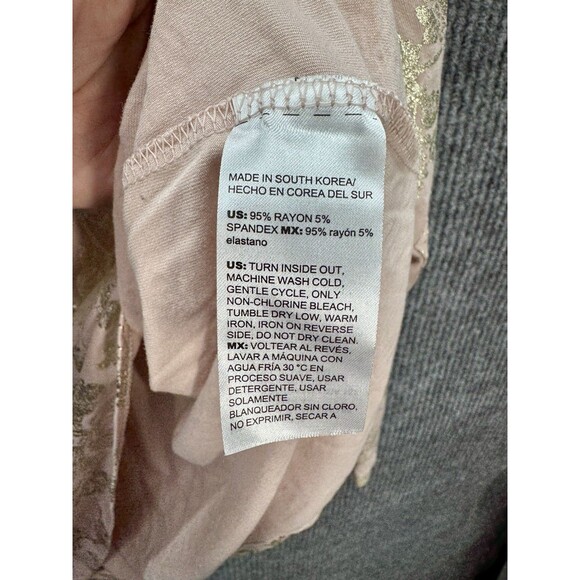 MADE IN SOUTH KOREA/
HECHO EN COREA DEL SUR
US: 95% RAYON 5%
SPANDEX MX: 95% rayón 5%
elastano
US: TURN INSIDE OUT,
MACHINE WASH COLD,
GENTLE CYCLE, ONLY
NON-CHLORINE BLEACH,
TUMBLE DRY LOW, WARM
IRON, IRON ON REVERSE
SIDE, DO NOT DRY CLEAN.
MX: VOLTEAR AL REVÉS,
LAVAR A MÁQUINA CON
AGUA FRÍA 30 °C EN
PROCESO SUAVE, USAR
DETERGENTE, USAR
SOLAMENTE
BLANQUEADOR SIN CLORO,
NO EXPRIMIR, SECAR A